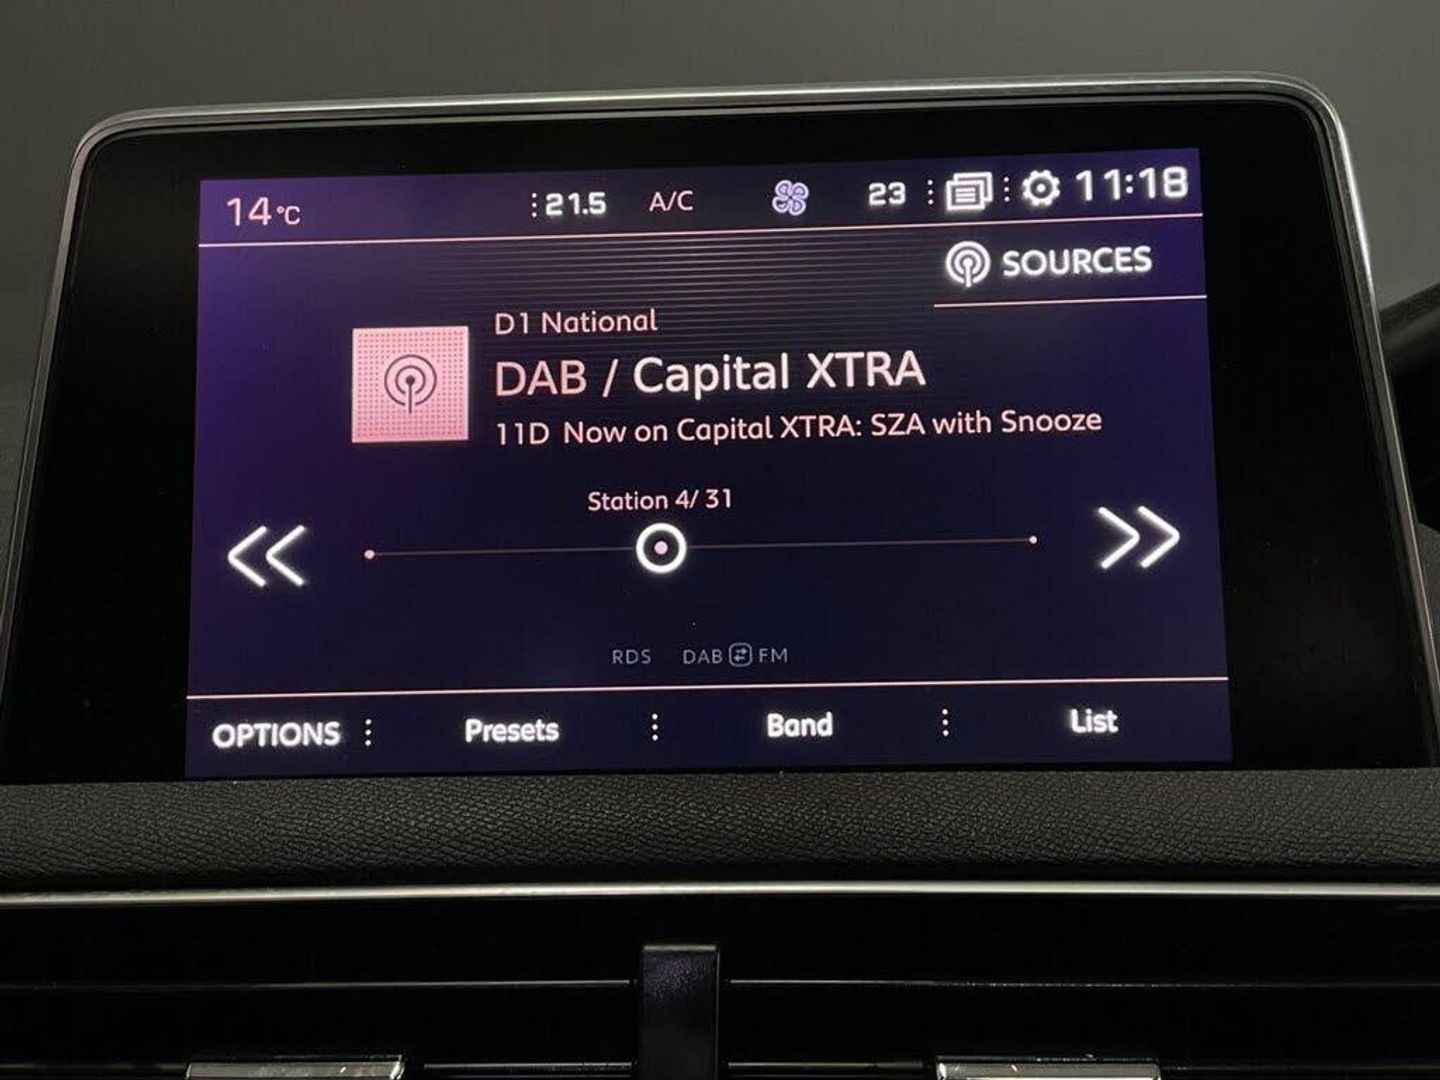 14°C 21.5 A/C 23 11:18
SOURCES
D1 National
DAB / Capital XTRA
11D Now on Capital XTRA: SZA with Snooze
Station 4/ 31
RDS DAB FM
OPTIONS Presets Band List